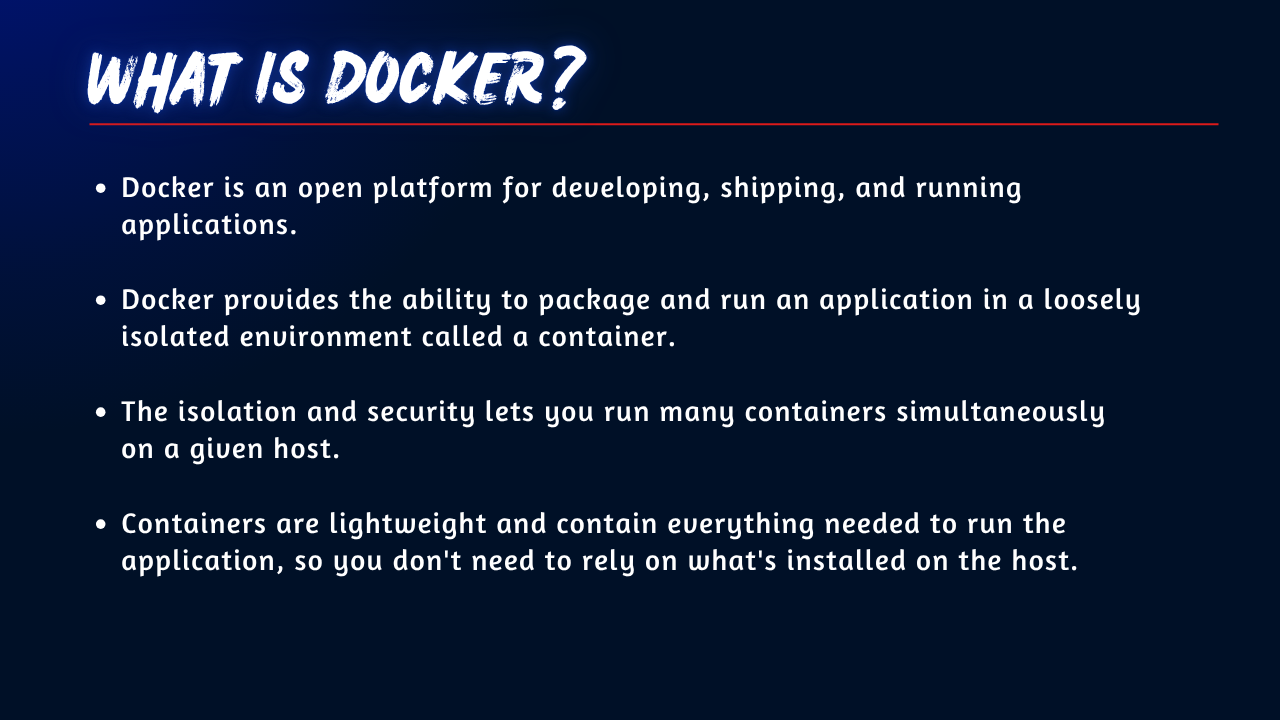 WHAT IS DOCKER?
• Docker is an open platform for developing, shipping, and running
applications.
• Docker provides the ability to package and run an application in a loosely
isolated environment called a container.
• The isolation and security lets you run many containers simultaneously
on a given host.
• Containers are lightweight and contain everything needed to run the
application, so you don't need to rely on what's installed on the host.